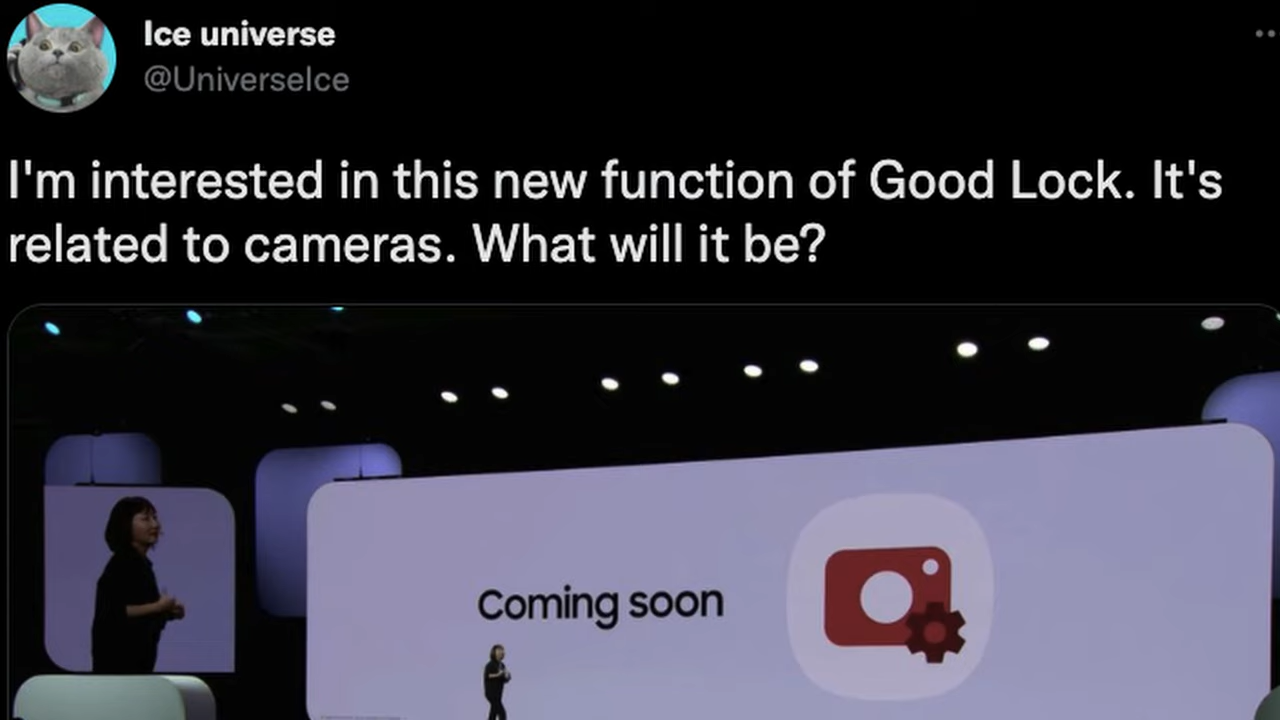 Ice universe
@UniverseIce
I'm interested in this new function of Good Lock. It's
related to cameras. What will it be?
Coming soon